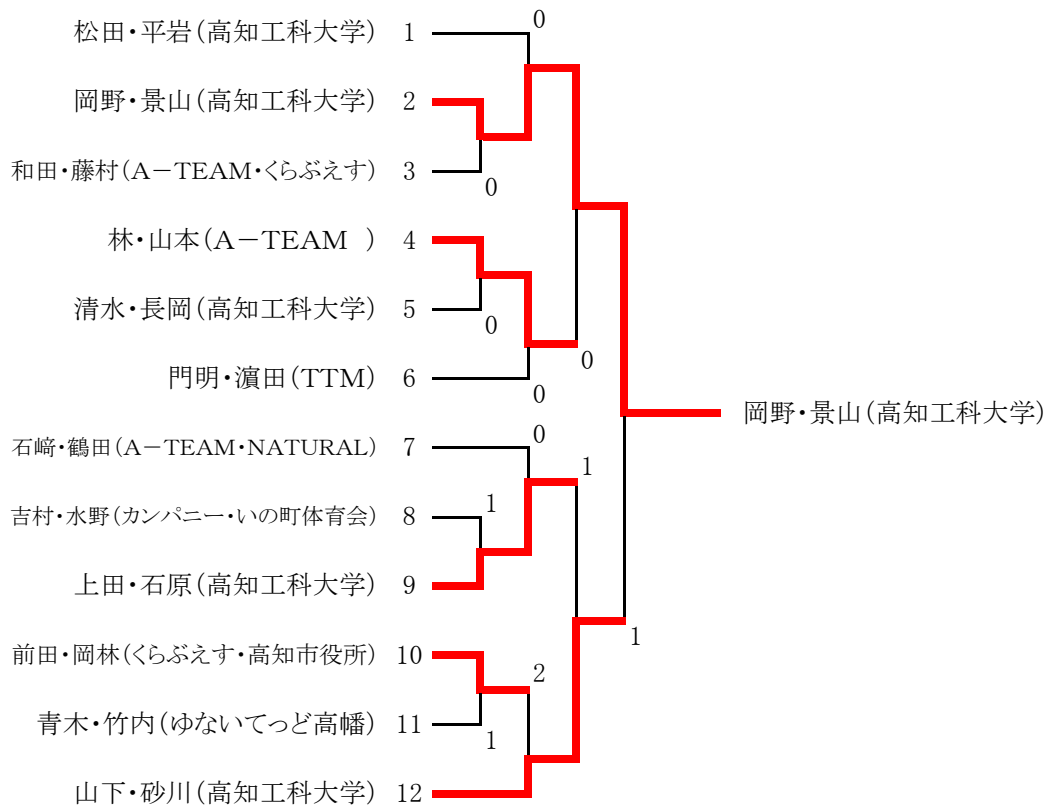 松田・平岩(高知工科大学) 1
0
岡野・景山(高知工科大学) 2
和田・藤村(A－TEAM・くらぶえす) 3
0
林・山本(A－TEAM　) 4
清水・長岡(高知工科大学) 5
0
0
門明・濵田(TTM) 6
0
岡野・景山(高知工科大学)
石﨑・鶴田(A－TEAM・NATURAL) 7
0
1
吉村・水野(カンパニー・いの町体育会) 8
1
上田・石原(高知工科大学) 9
1
前田・岡林(くらぶえす・高知市役所) 10
2
青木・竹内(ゆないてっど高幡) 11
1
山下・砂川(高知工科大学) 12